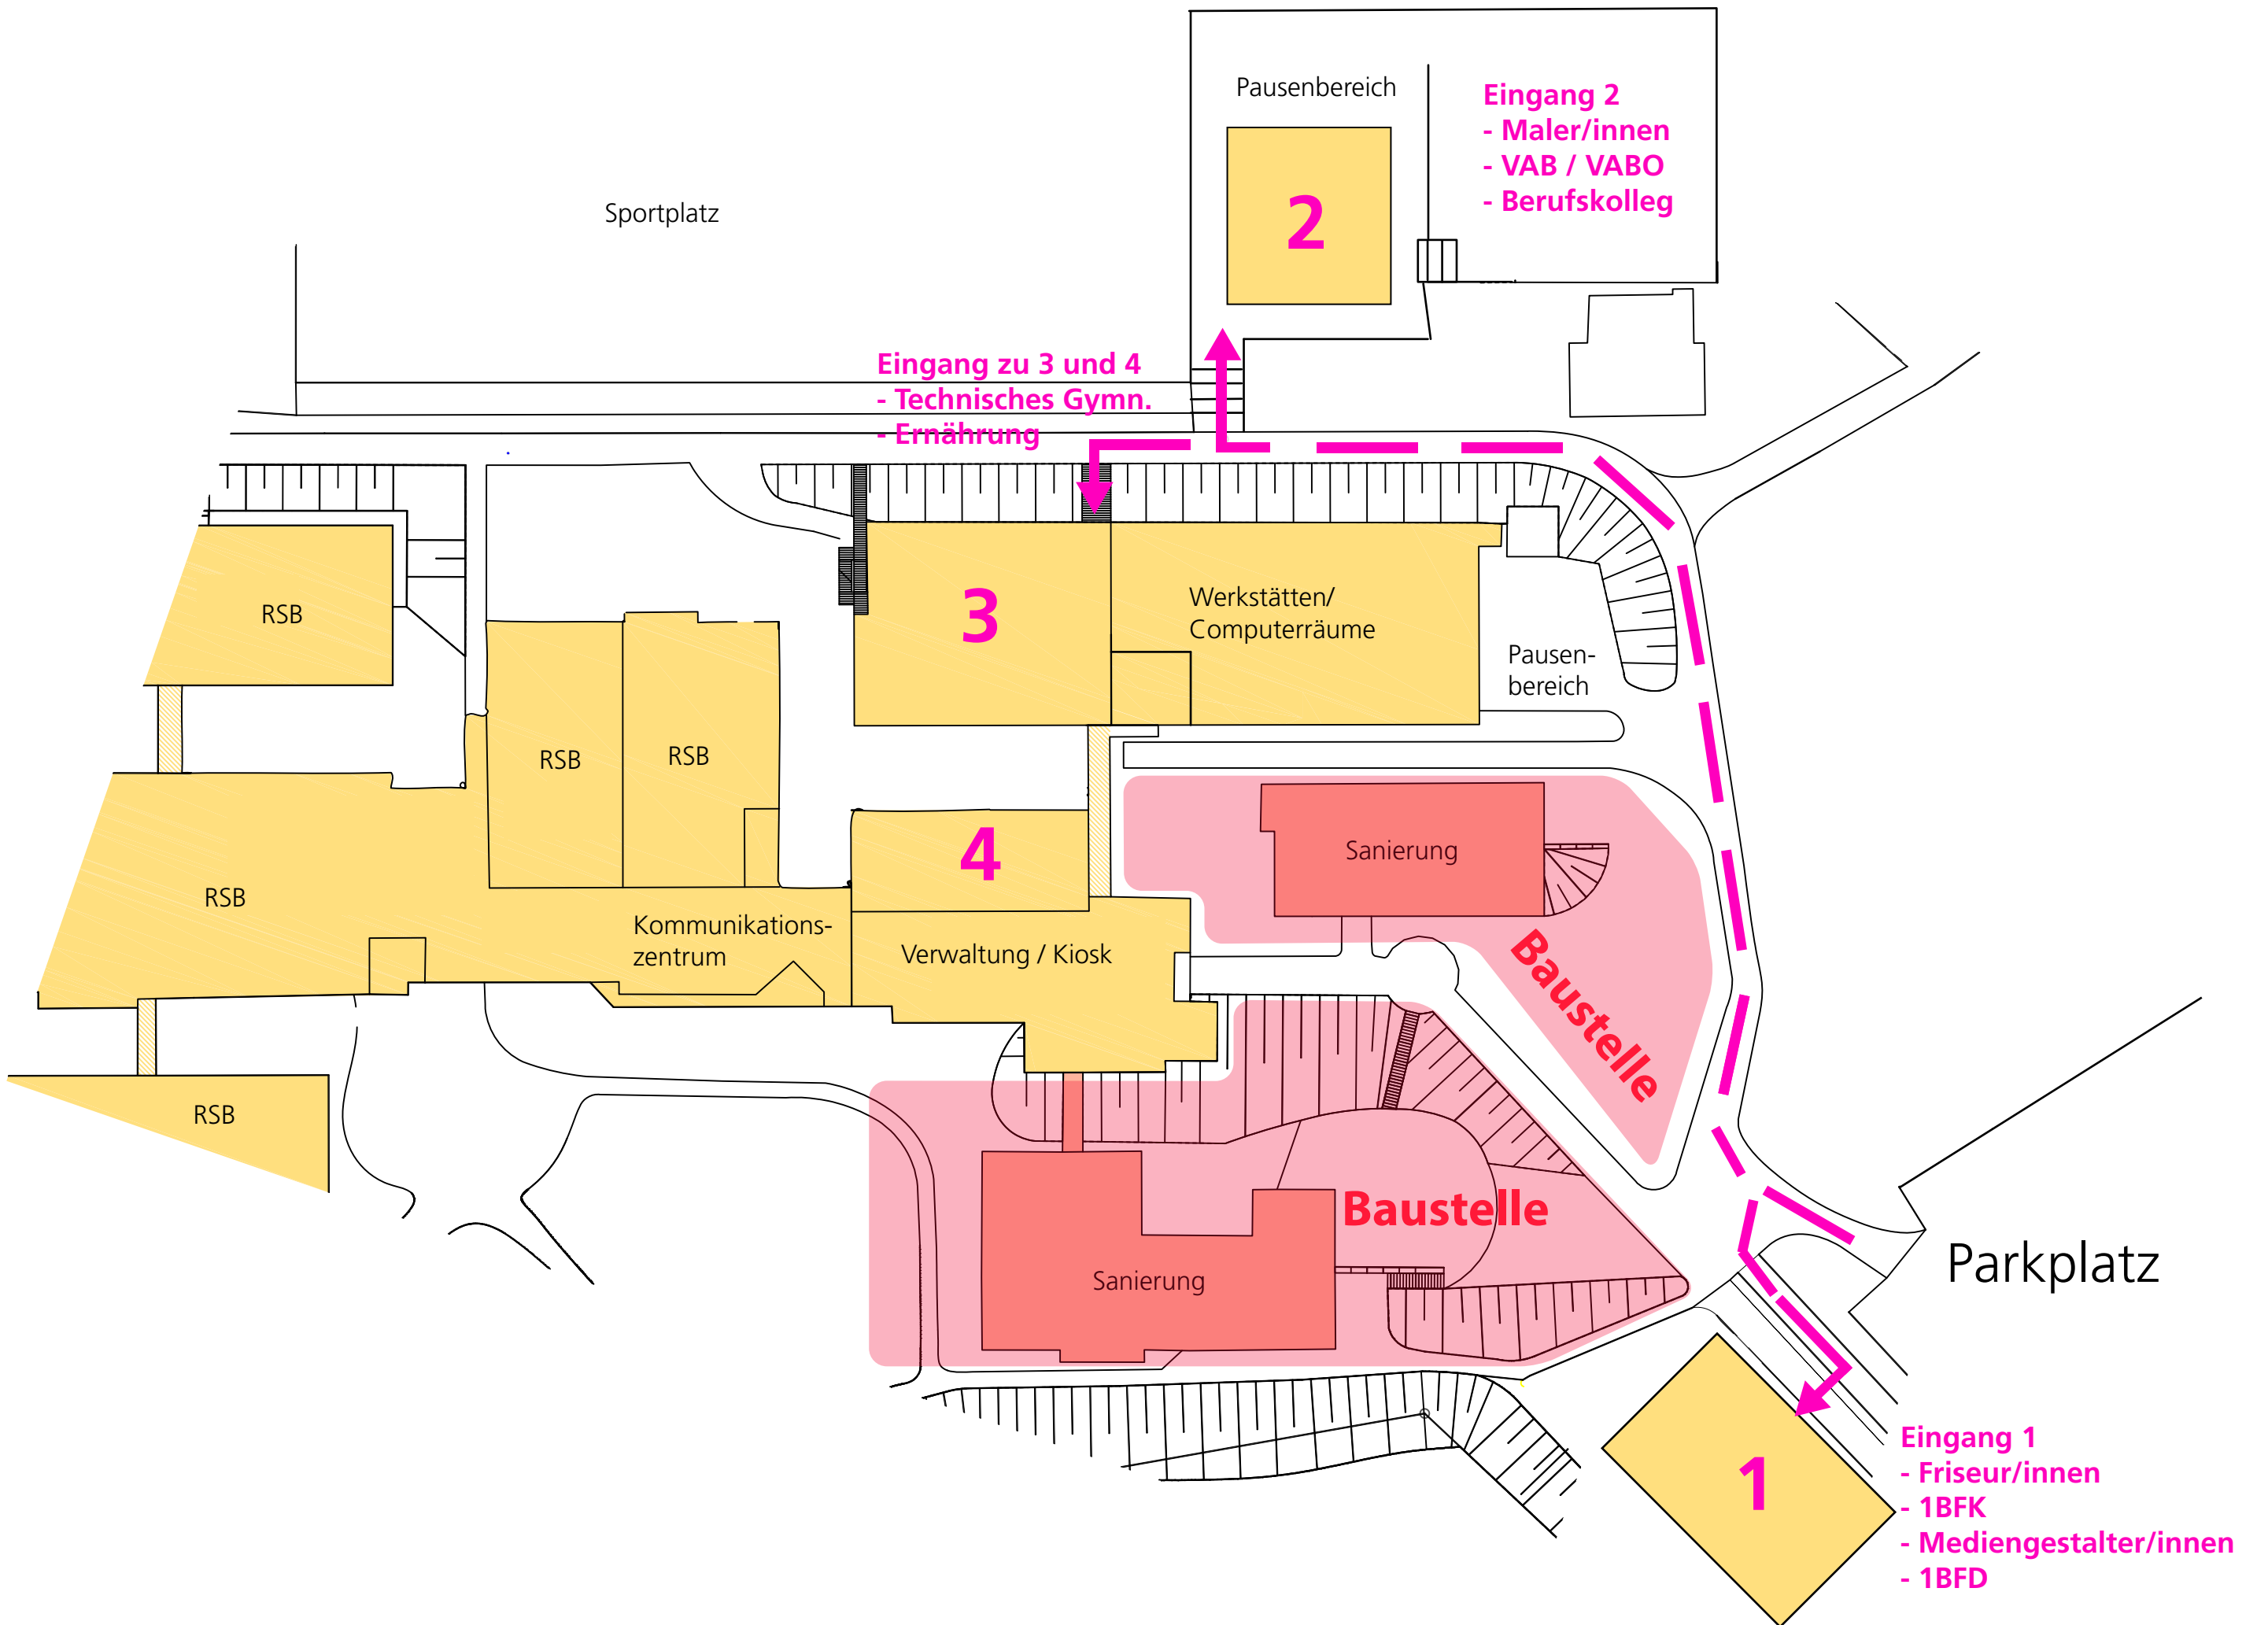 Pausenbereich
Eingang 2
- Maler/innen
- VAB / VABO
- Berufskolleg
2
Sportplatz
Eingang zu 3 und 4
- Technisches Gymn.
- Ernährung
RSB
3
Werkstätten/
Computerräume
Pausen-
bereich
RSB
RSB
4
Sanierung
RSB
Kommunikations-
zentrum
Verwaltung / Kiosk
Baustelle
RSB
Baustelle
Sanierung
Parkplatz
1
Eingang 1
- Friseur/innen
- 1BFK
- Mediengestalter/innen
- 1BFD